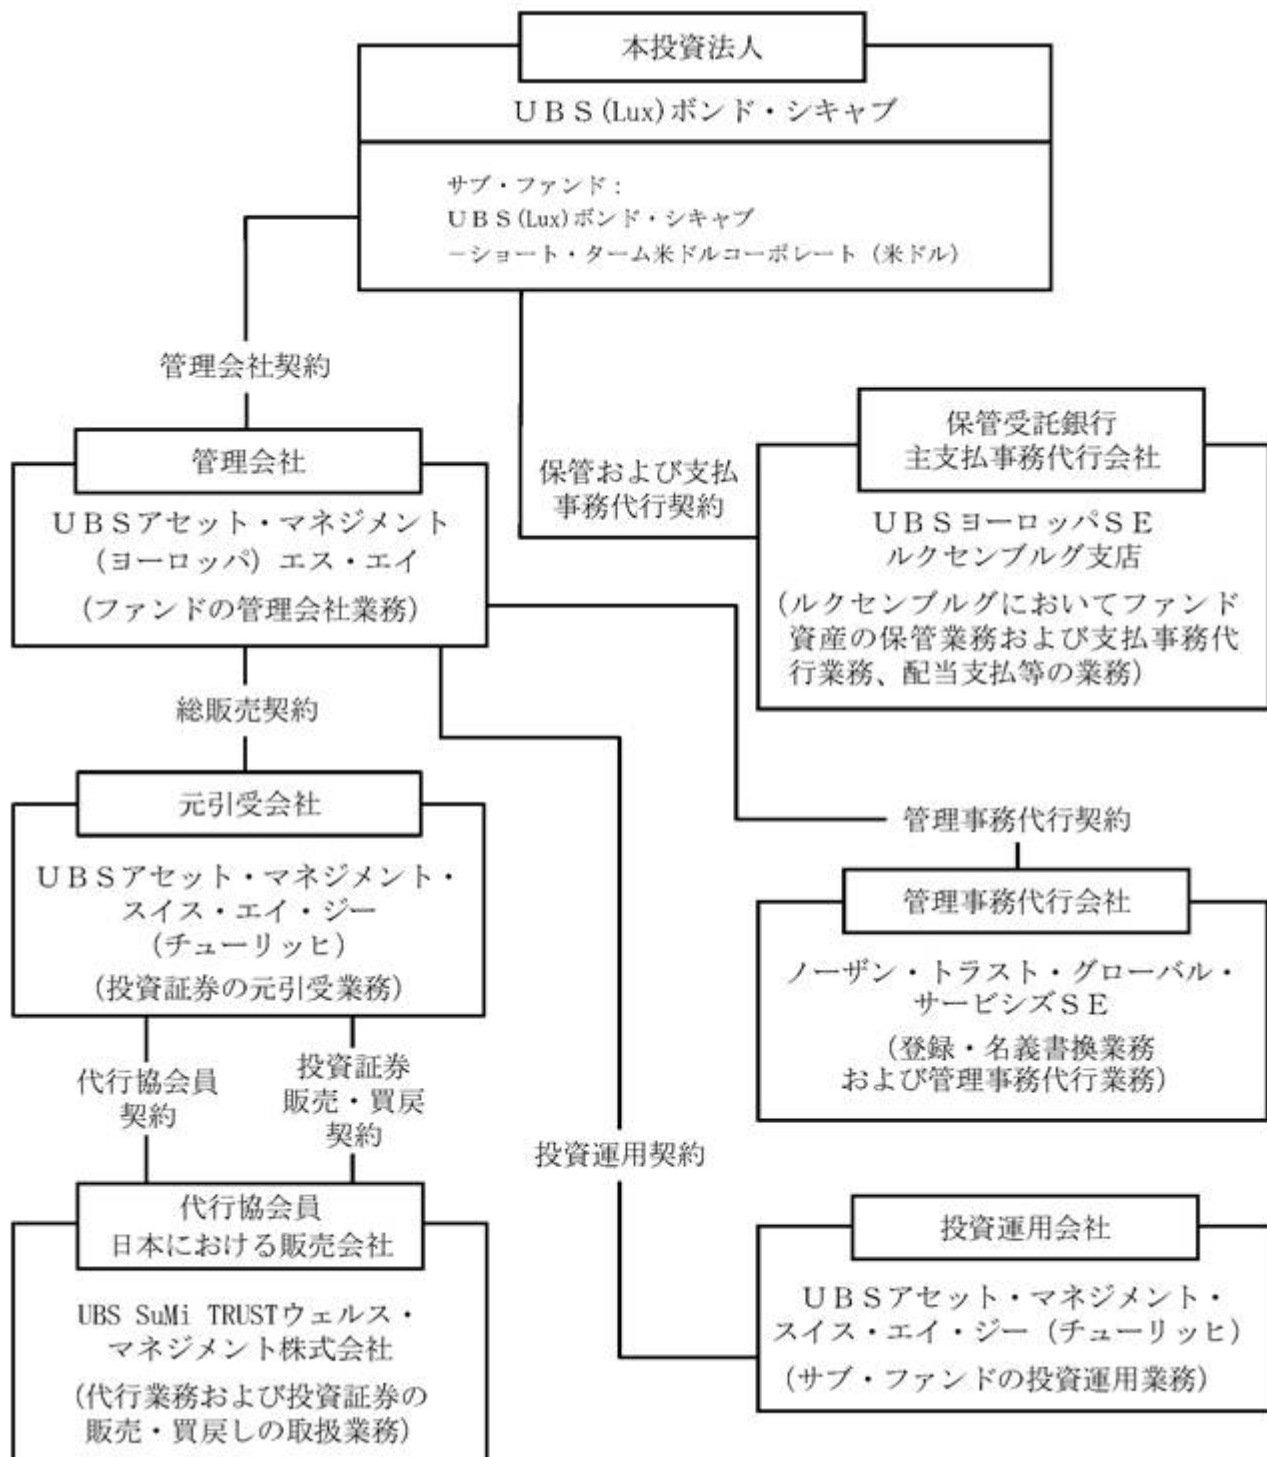 本投資法人
ＵＢＳ(Lux)ボンド・シキャブ
サブ・ファンド：
ＵＢＳ(Lux)ボンド・シキャブ
－ショート・ターム米ドルコーポレート（米ドル）
管理会社契約
管理会社
ＵＢＳアセット・マネジメント
（ヨーロッパ）エス・エイ
（ファンドの管理会社業務）
保管および支払
事務代行契約
保管受託銀行
主支払事務代行会社
ＵＢＳヨーロッパＳＥ
ルクセンブルグ支店
（ルクセンブルグにおいてファンド
資産の保管業務および支払事務代
行業務、配当支払等の業務）
総販売契約
元引受会社
ＵＢＳアセット・マネジメント・
スイス・エイ・ジー
（チューリッヒ）
（投資証券の元引受業務）
管理事務代行契約
管理事務代行会社
ノーザン・トラスト・グローバル・
サービシズＳＥ
（登録・名義書換業務
および管理事務代行業務）
代行協会員
契約
投資証券
販売・買戻
契約
代行協会員
日本における販売会社
UBS SuMi TRUSTウェルス・
マネジメント株式会社
（代行業務および投資証券の
販売・買戻しの取扱業務）
投資運用契約
投資運用会社
ＵＢＳアセット・マネジメント・
スイス・エイ・ジー（チューリッヒ）
（サブ・ファンドの投資運用業務）